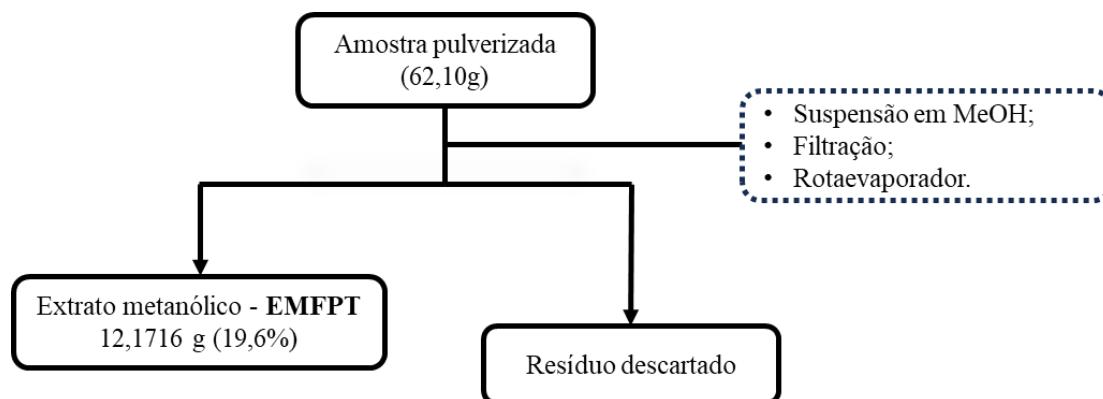 Amostra pulverizada
(62,10g)
• Suspensão em MeOH;
• Filtração;
• Rotaevaporador.
Extrato metanólico - EMFPT
12,1716 g (19,6%)
Resíduo descartado